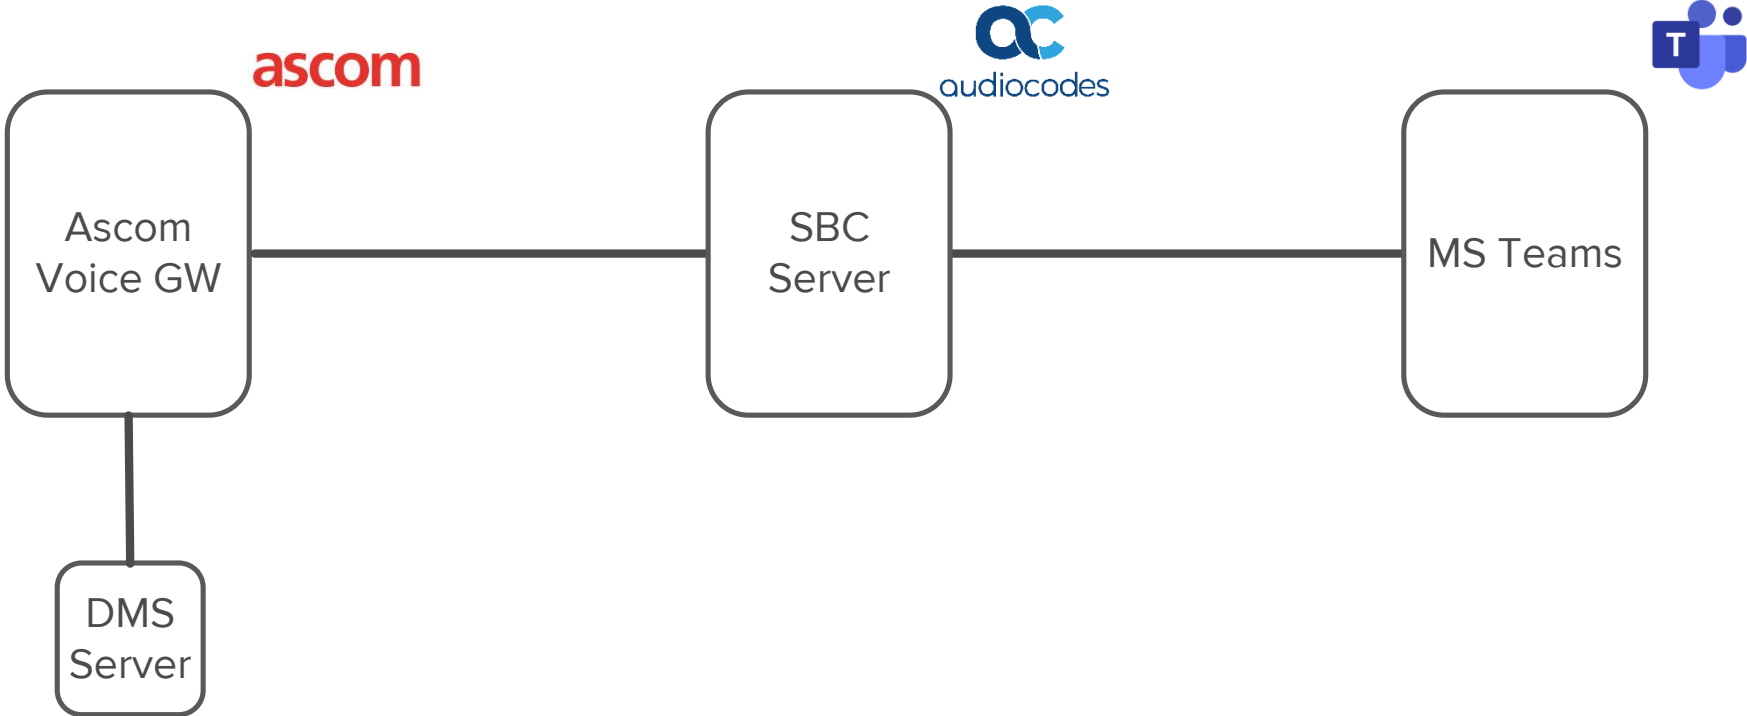 ascom
audiocodes
T
Ascom
Voice GW
SBC
Server
MS Teams
DMS
Server